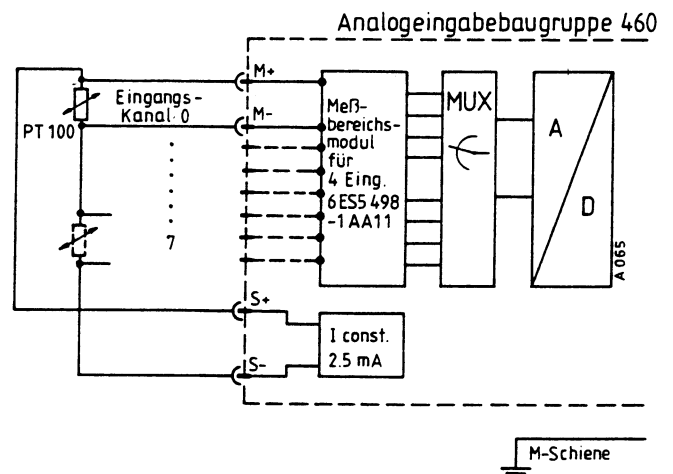 Analogeingabebaugruppe 460
M+
Eingangs-
Kanal 0
PT 100
M-
Meß-
bereichs-
modul
für
4 Eing.
6ES5 498
-1AA11
MUX
A
D
7
A 065
S+
I const.
2.5 mA
S-
M-Schiene